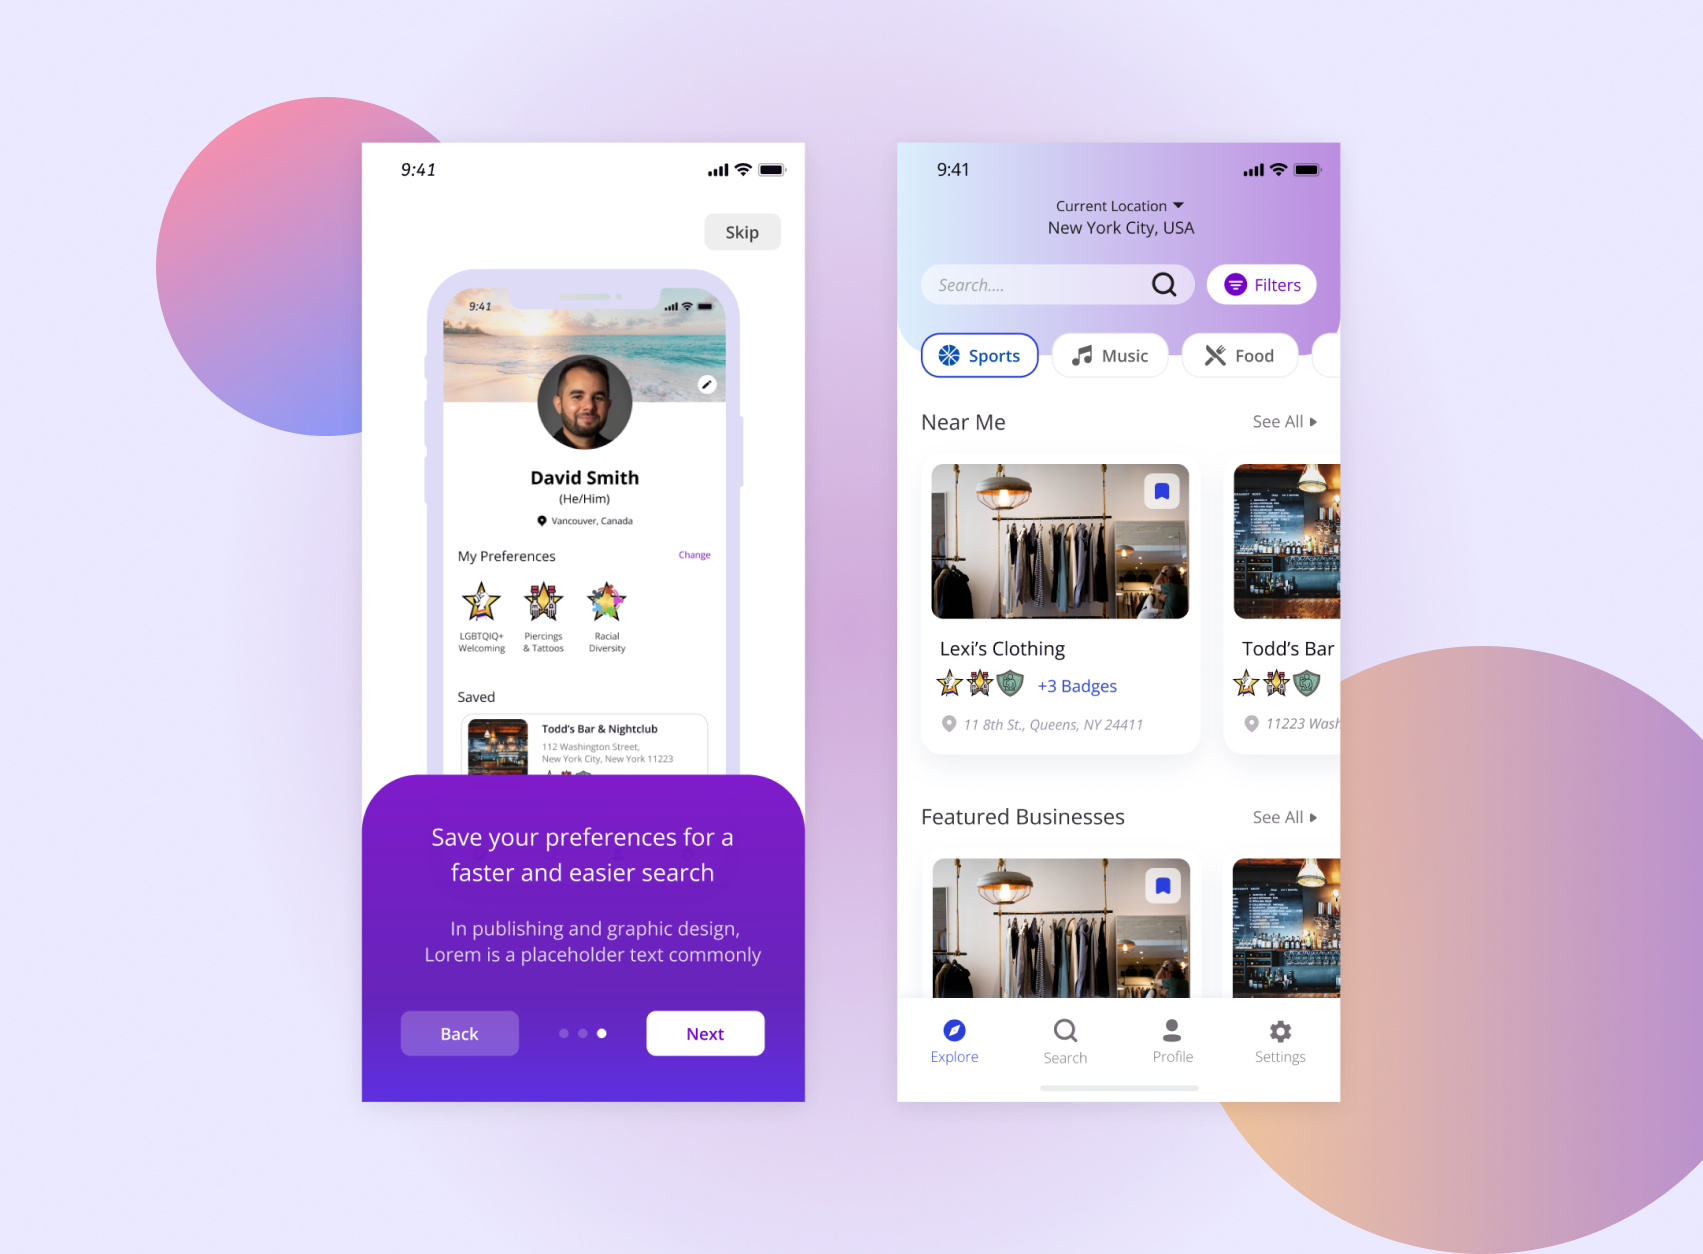 9:41
Skip
9:41
David Smith
(He/Him)
Vancouver, Canada
My Preferences
Change
LGBTQIQ+
Welcoming
Piercings
& Tattoos
Racial
Diversity
Saved
Todd's Bar & Nightclub
112 Washington Street,
New York City, New York 11223
Save your preferences for a
faster and easier search
In publishing and graphic design,
Lorem is a placeholder text commonly
Back
Next
9:41
Current Location
New York City, USA
Search....
Filters
Sports
Music
Food
Near Me
See All
Lexi's Clothing
+3 Badges
11 8th St., Queens, NY 24411
Todd's Bar
11223 Wash
Featured Businesses
See All
Explore
Search
Profile
Settings